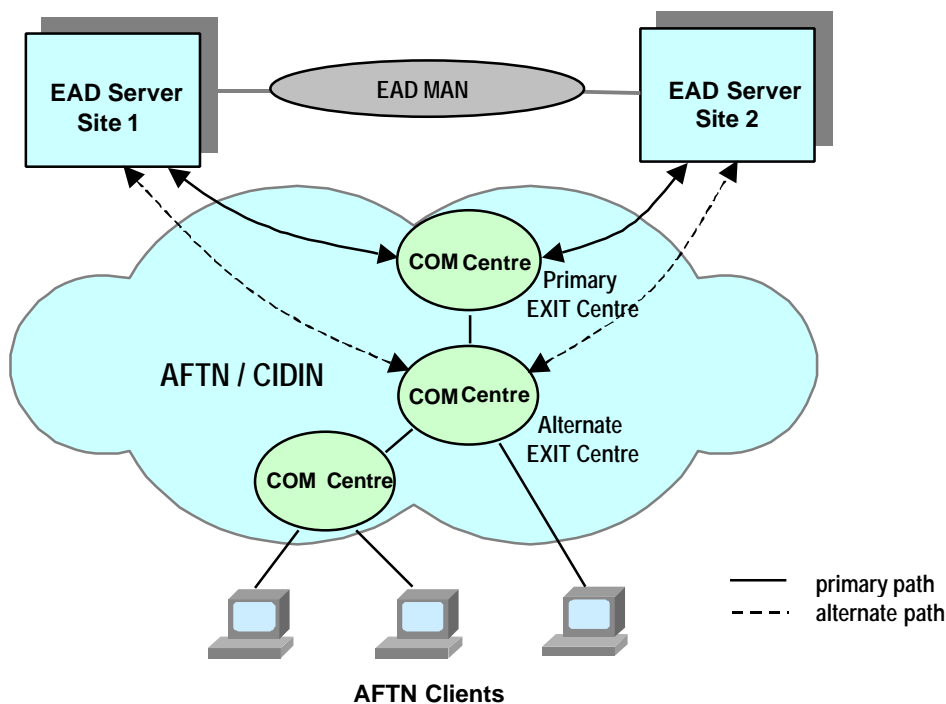 EAD Server
Site 1
EAD MAN
EAD Server
Site 2
COM Centre
Primary
EXIT Centre
AFTN / CIDIN
COM Centre
Alternate
EXIT Centre
COM Centre
primary path
alternate path
AFTN Clients